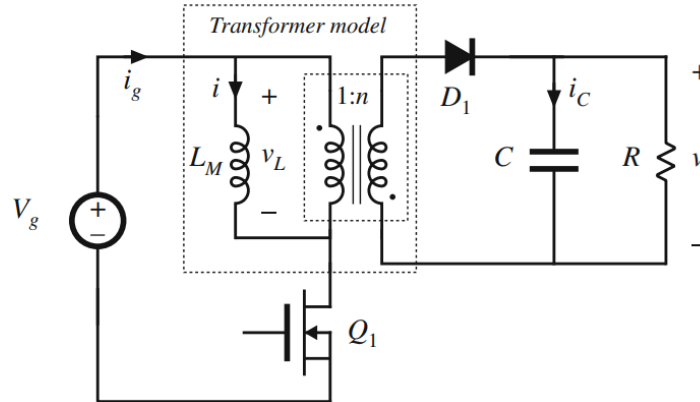 Transformer model
i_g
i
+
1:n
D_1
i_C
+
L_M
v_L
C
R
v
V_g
+
−
−
−
Q_1